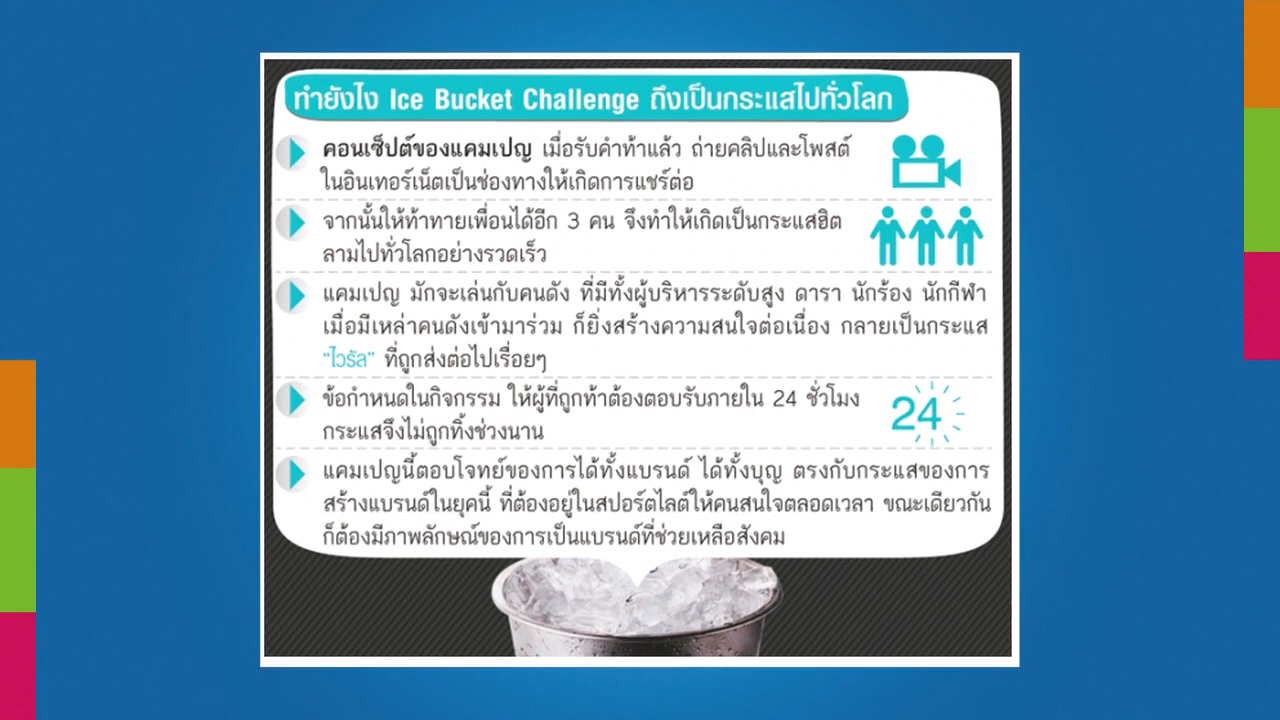 ทำยังไง Ice Bucket Challenge ถึงเป็นกระแสไปทั่วโลก
คอนเซ็ปต์ของแคมเปญ เมื่อรับคำท้าแล้ว ถ่ายคลิปและโพสต์
ในอินเทอร์เน็ตเป็นช่องทางให้เกิดการแชร์ต่อ
จากนั้นให้ท้าทายเพื่อนได้อีก 3 คน จึงทำให้เกิดเป็นกระแสฮิต
ลามไปทั่วโลกอย่างรวดเร็ว
แคมเปญ มักจะเล่นกับคนดัง ที่มีทั้งผู้บริหารระดับสูง ดารา นักร้อง นักกีฬา
เมื่อมีเหล่าคนดังเข้ามาร่วม ก็ยิ่งสร้างความสนใจต่อเนื่อง กลายเป็นกระแส
“ไวรัล” ที่ถูกส่งต่อไปเรื่อยๆ
ข้อกำหนดในกิจกรรม ให้ผู้ที่ถูกท้าต้องตอบรับภายใน 24 ชั่วโมง
กระแสจึงไม่ถูกทิ้งช่วงนาน
24
แคมเปญนี้ตอบโจทย์ของการได้ทั้งแบรนด์ ได้ทั้งบุญ ตรงกับกระแสของการ
สร้างแบรนด์ในยุคนี้ ที่ต้องอยู่ในสปอร์ตไลต์ให้คนสนใจตลอดเวลา ขณะเดียวกัน
ก็ต้องมีภาพลักษณ์ของการเป็นแบรนด์ที่ช่วยเหลือสังคม